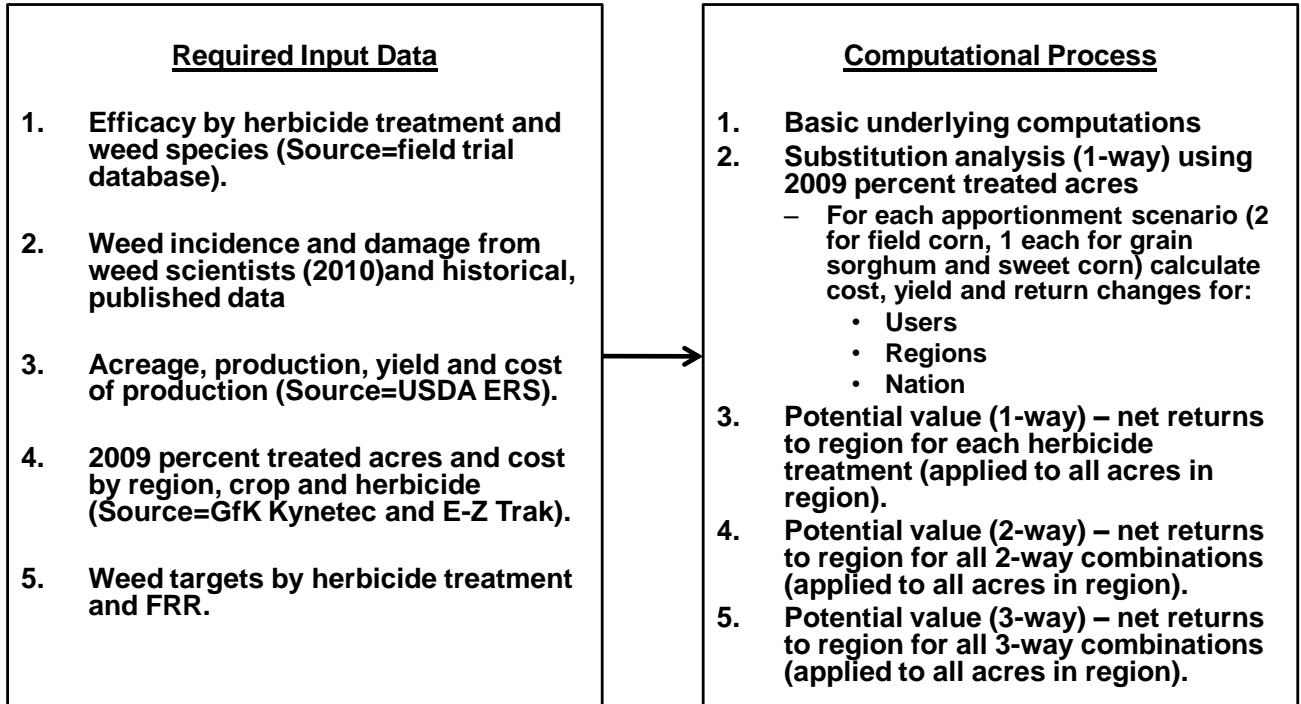 Required Input Data
1. Efficacy by herbicide treatment and
weed species (Source=field trial
database).
2. Weed incidence and damage from
weed scientists (2010)and historical,
published data
3. Acreage, production, yield and cost
of production (Source=USDA ERS).
4. 2009 percent treated acres and cost
by region, crop and herbicide
(Source=GfK Kynetec and E-Z Trak).
5. Weed targets by herbicide treatment
and FRR.
Computational Process
1. Basic underlying computations
2. Substitution analysis (1-way) using
2009 percent treated acres
– For each apportionment scenario (2
for field corn, 1 each for grain
sorghum and sweet corn) calculate
cost, yield and return changes for:
• Users
• Regions
• Nation
3. Potential value (1-way) – net returns
to region for each herbicide
treatment (applied to all acres in
region).
4. Potential value (2-way) – net returns
to region for all 2-way combinations
(applied to all acres in region).
5. Potential value (3-way) – net returns
to region for all 3-way combinations
(applied to all acres in region).